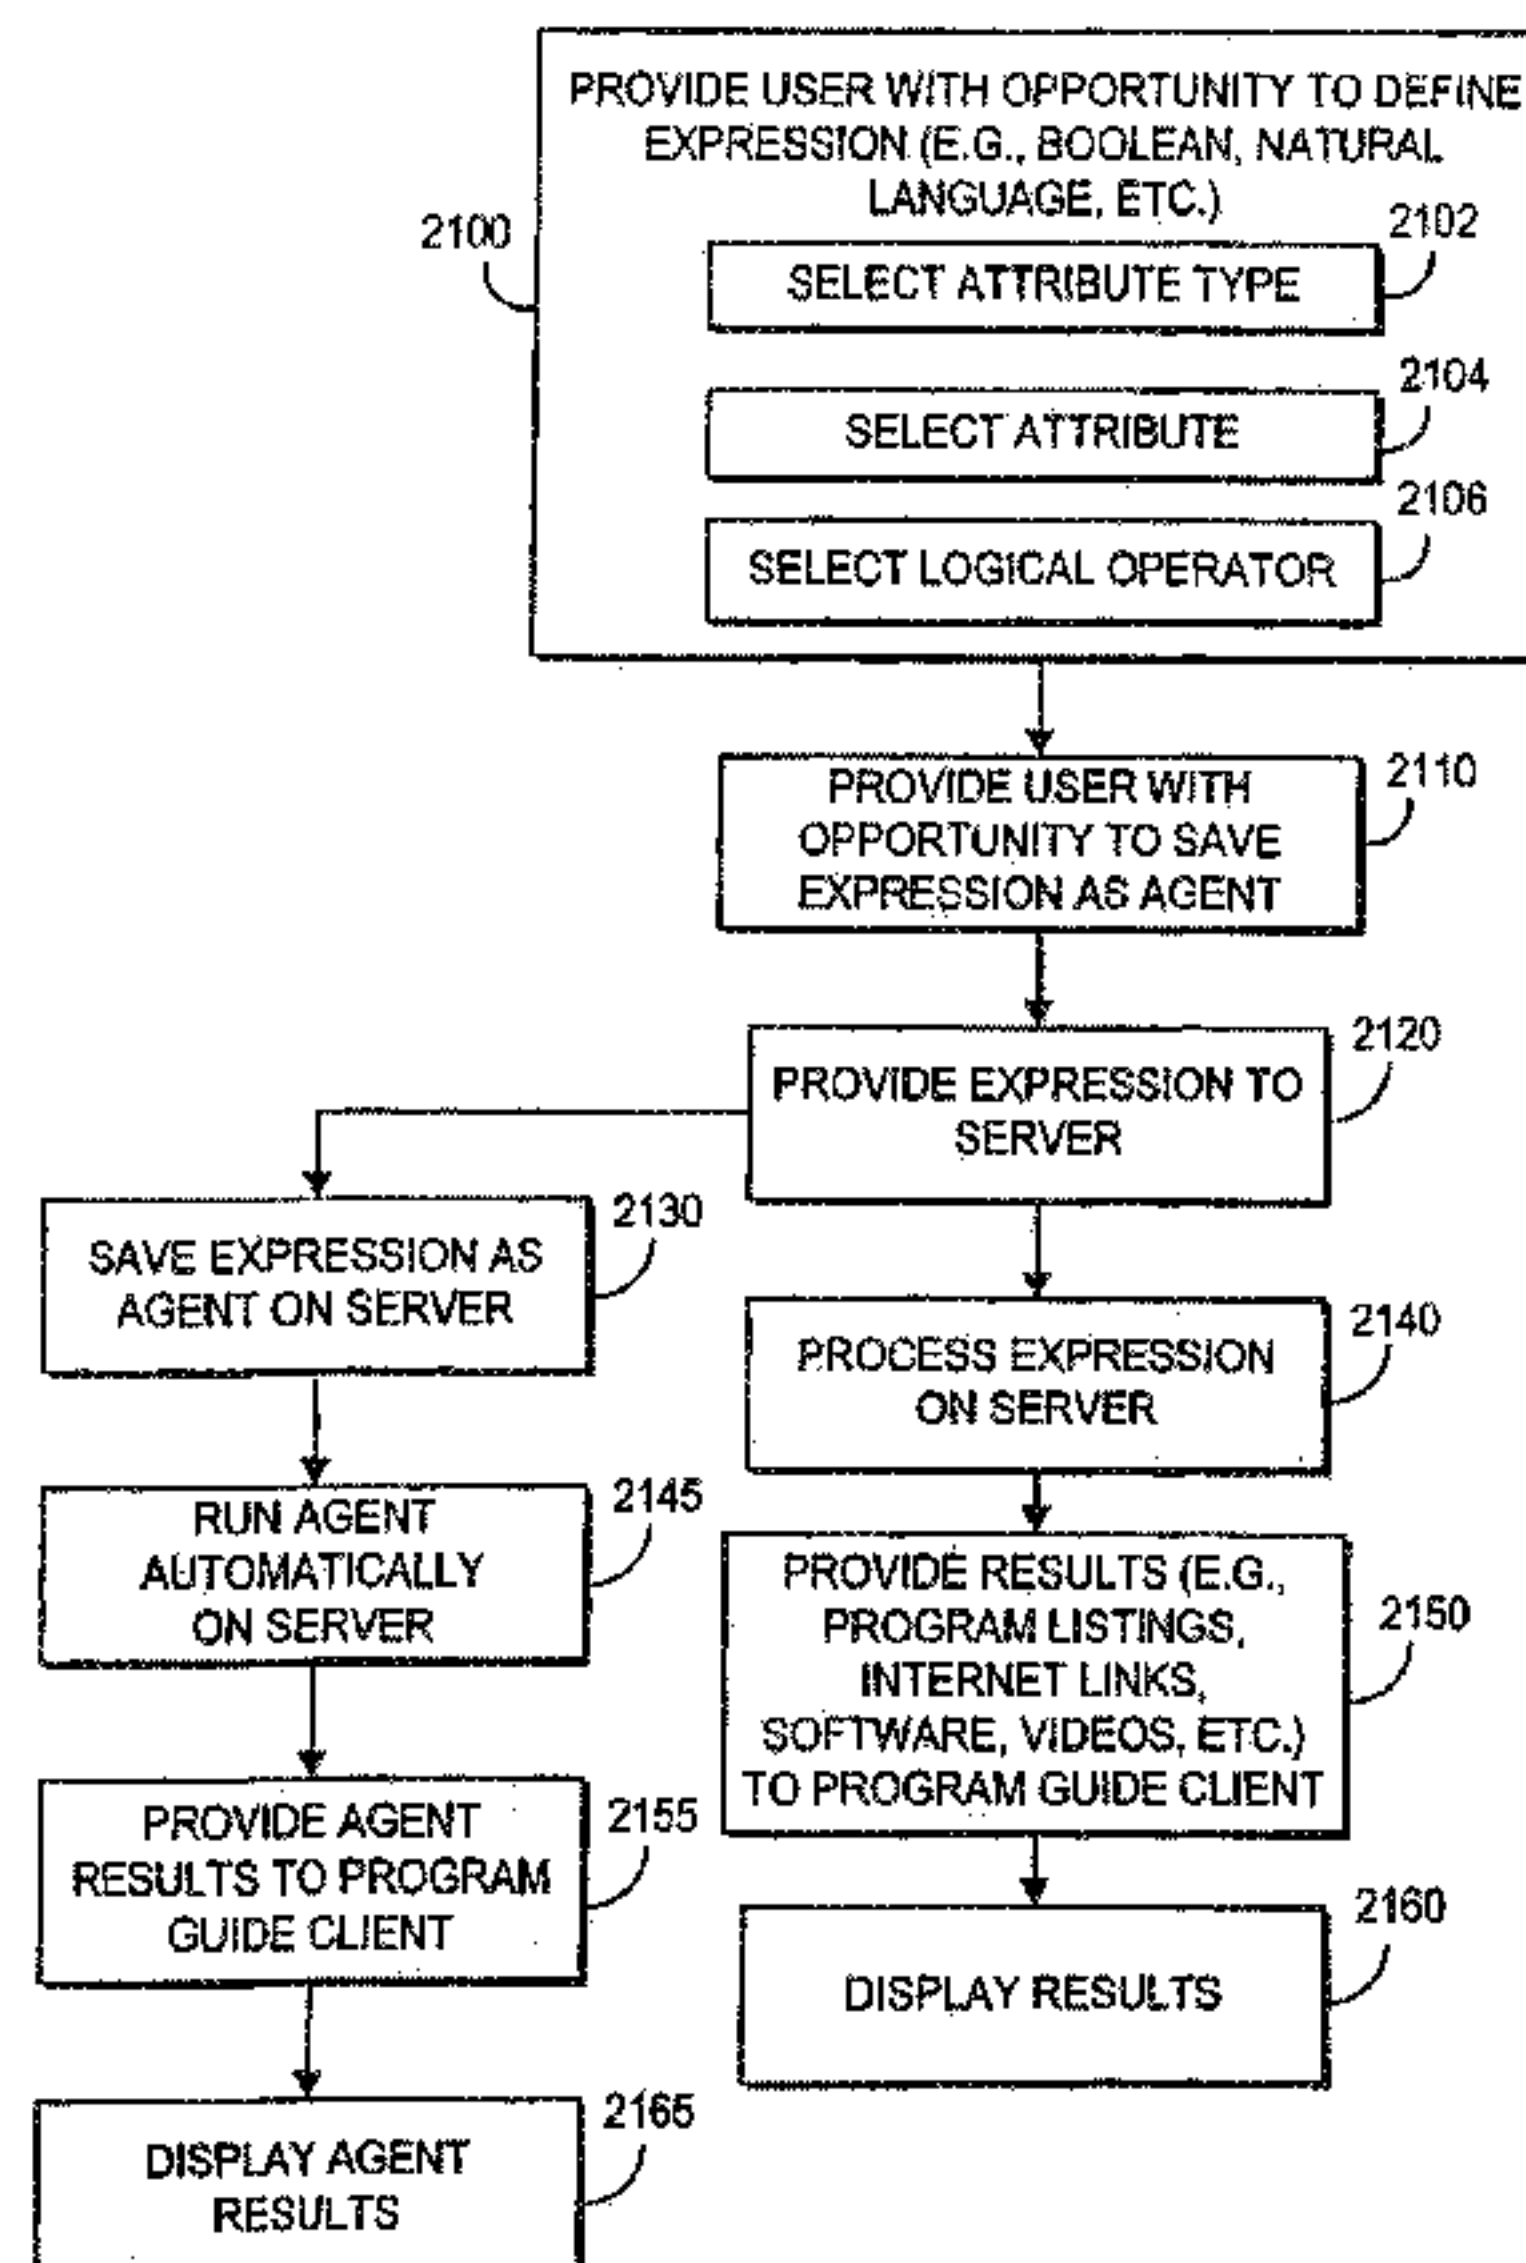 PROVIDE USER WITH OPPORTUNITY TO DEFINE
EXPRESSION (E.G., BOOLEAN, NATURAL
LANGUAGE, ETC.)
2100
2102
SELECT ATTRIBUTE TYPE
2104
SELECT ATTRIBUTE
2106
SELECT LOGICAL OPERATOR
2110
PROVIDE USER WITH
OPPORTUNITY TO SAVE
EXPRESSION AS AGENT
2120
PROVIDE EXPRESSION TO
SERVER
2130
SAVE EXPRESSION AS
AGENT ON SERVER
2140
PROCESS EXPRESSION
ON SERVER
2145
RUN AGENT
AUTOMATICALLY
ON SERVER
2150
PROVIDE RESULTS (E.G.,
PROGRAM LISTINGS,
INTERNET LINKS,
SOFTWARE, VIDEOS, ETC.)
TO PROGRAM GUIDE CLIENT
2155
PROVIDE AGENT
RESULTS TO PROGRAM
GUIDE CLIENT
2160
DISPLAY RESULTS
2165
DISPLAY AGENT
RESULTS